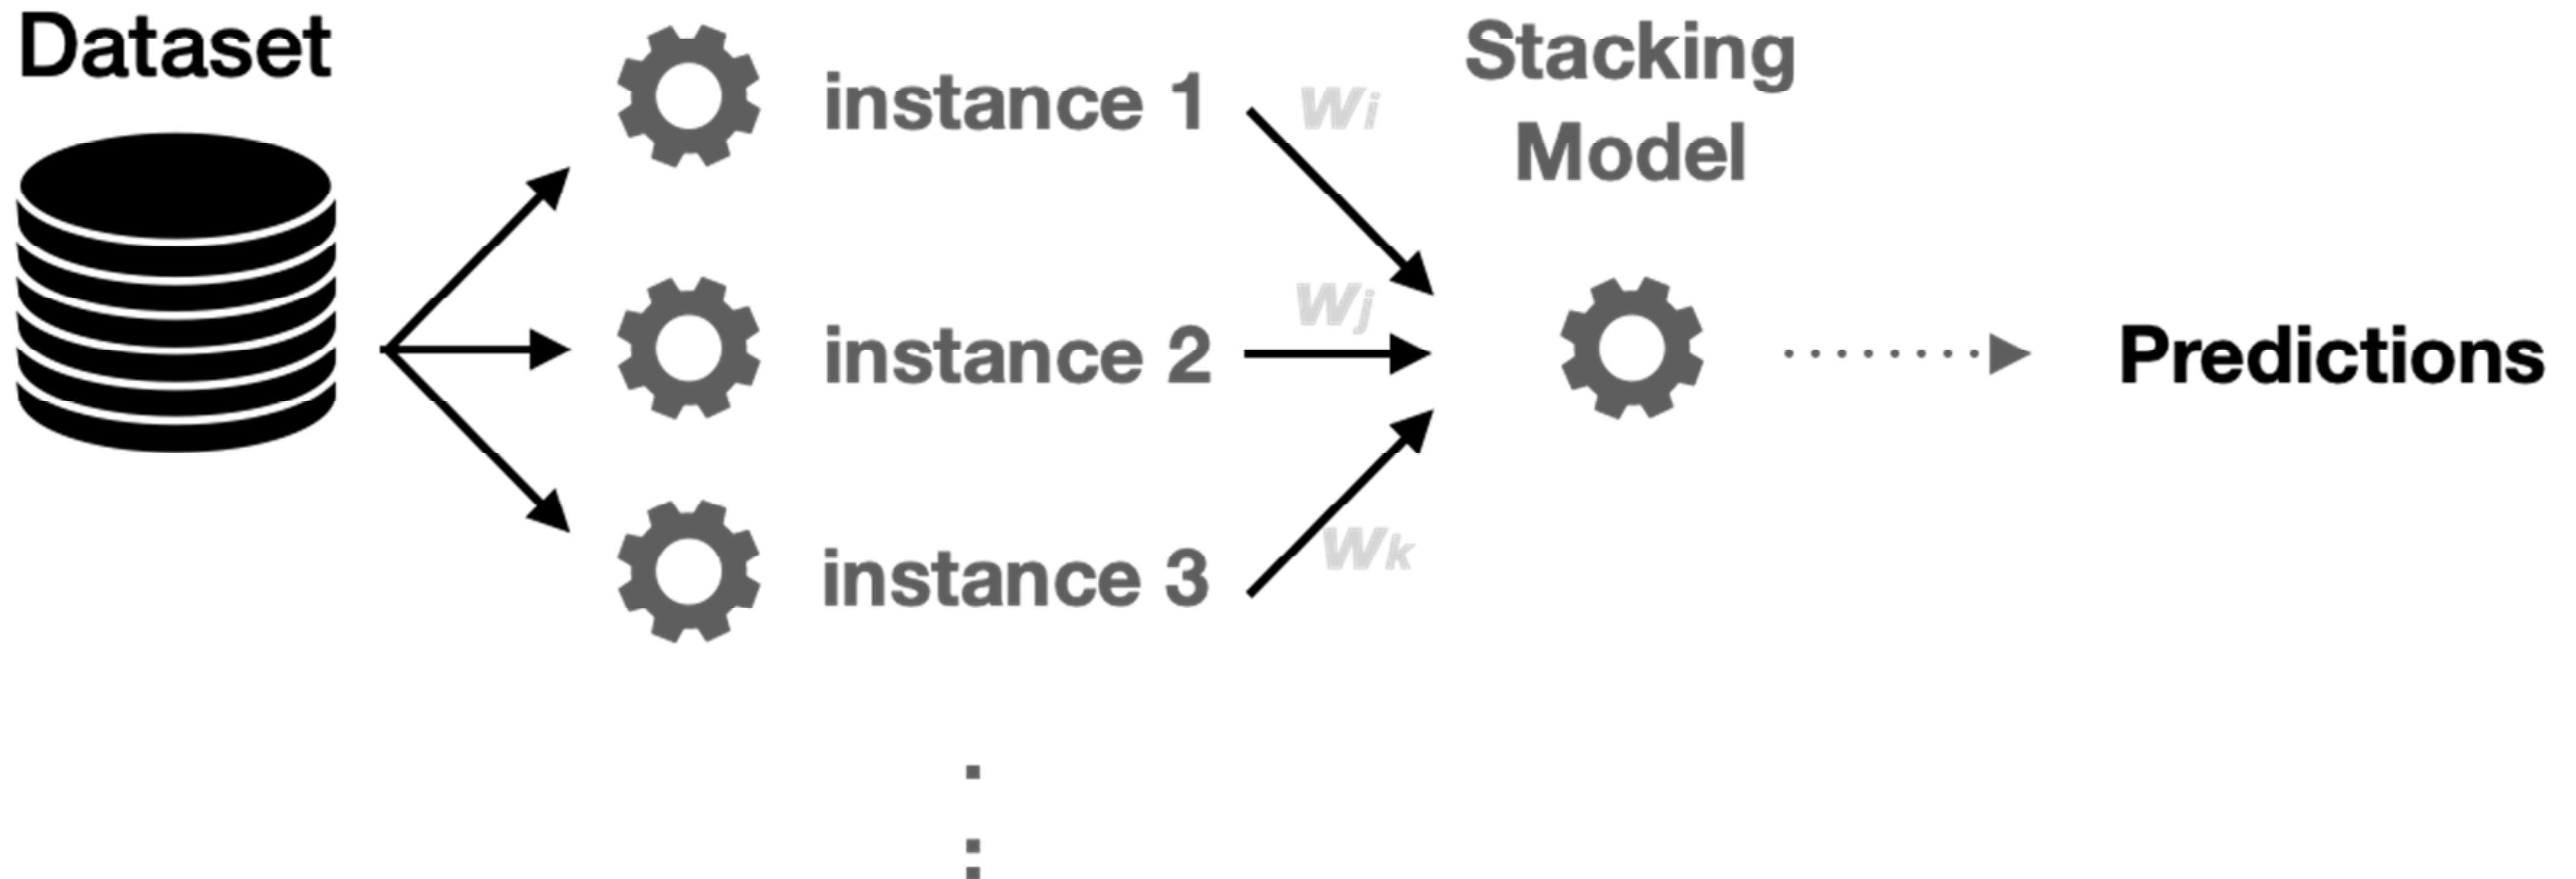 Dataset
instance 1
wi
Stacking
Model
instance 2
wj
Predictions
instance 3
wk